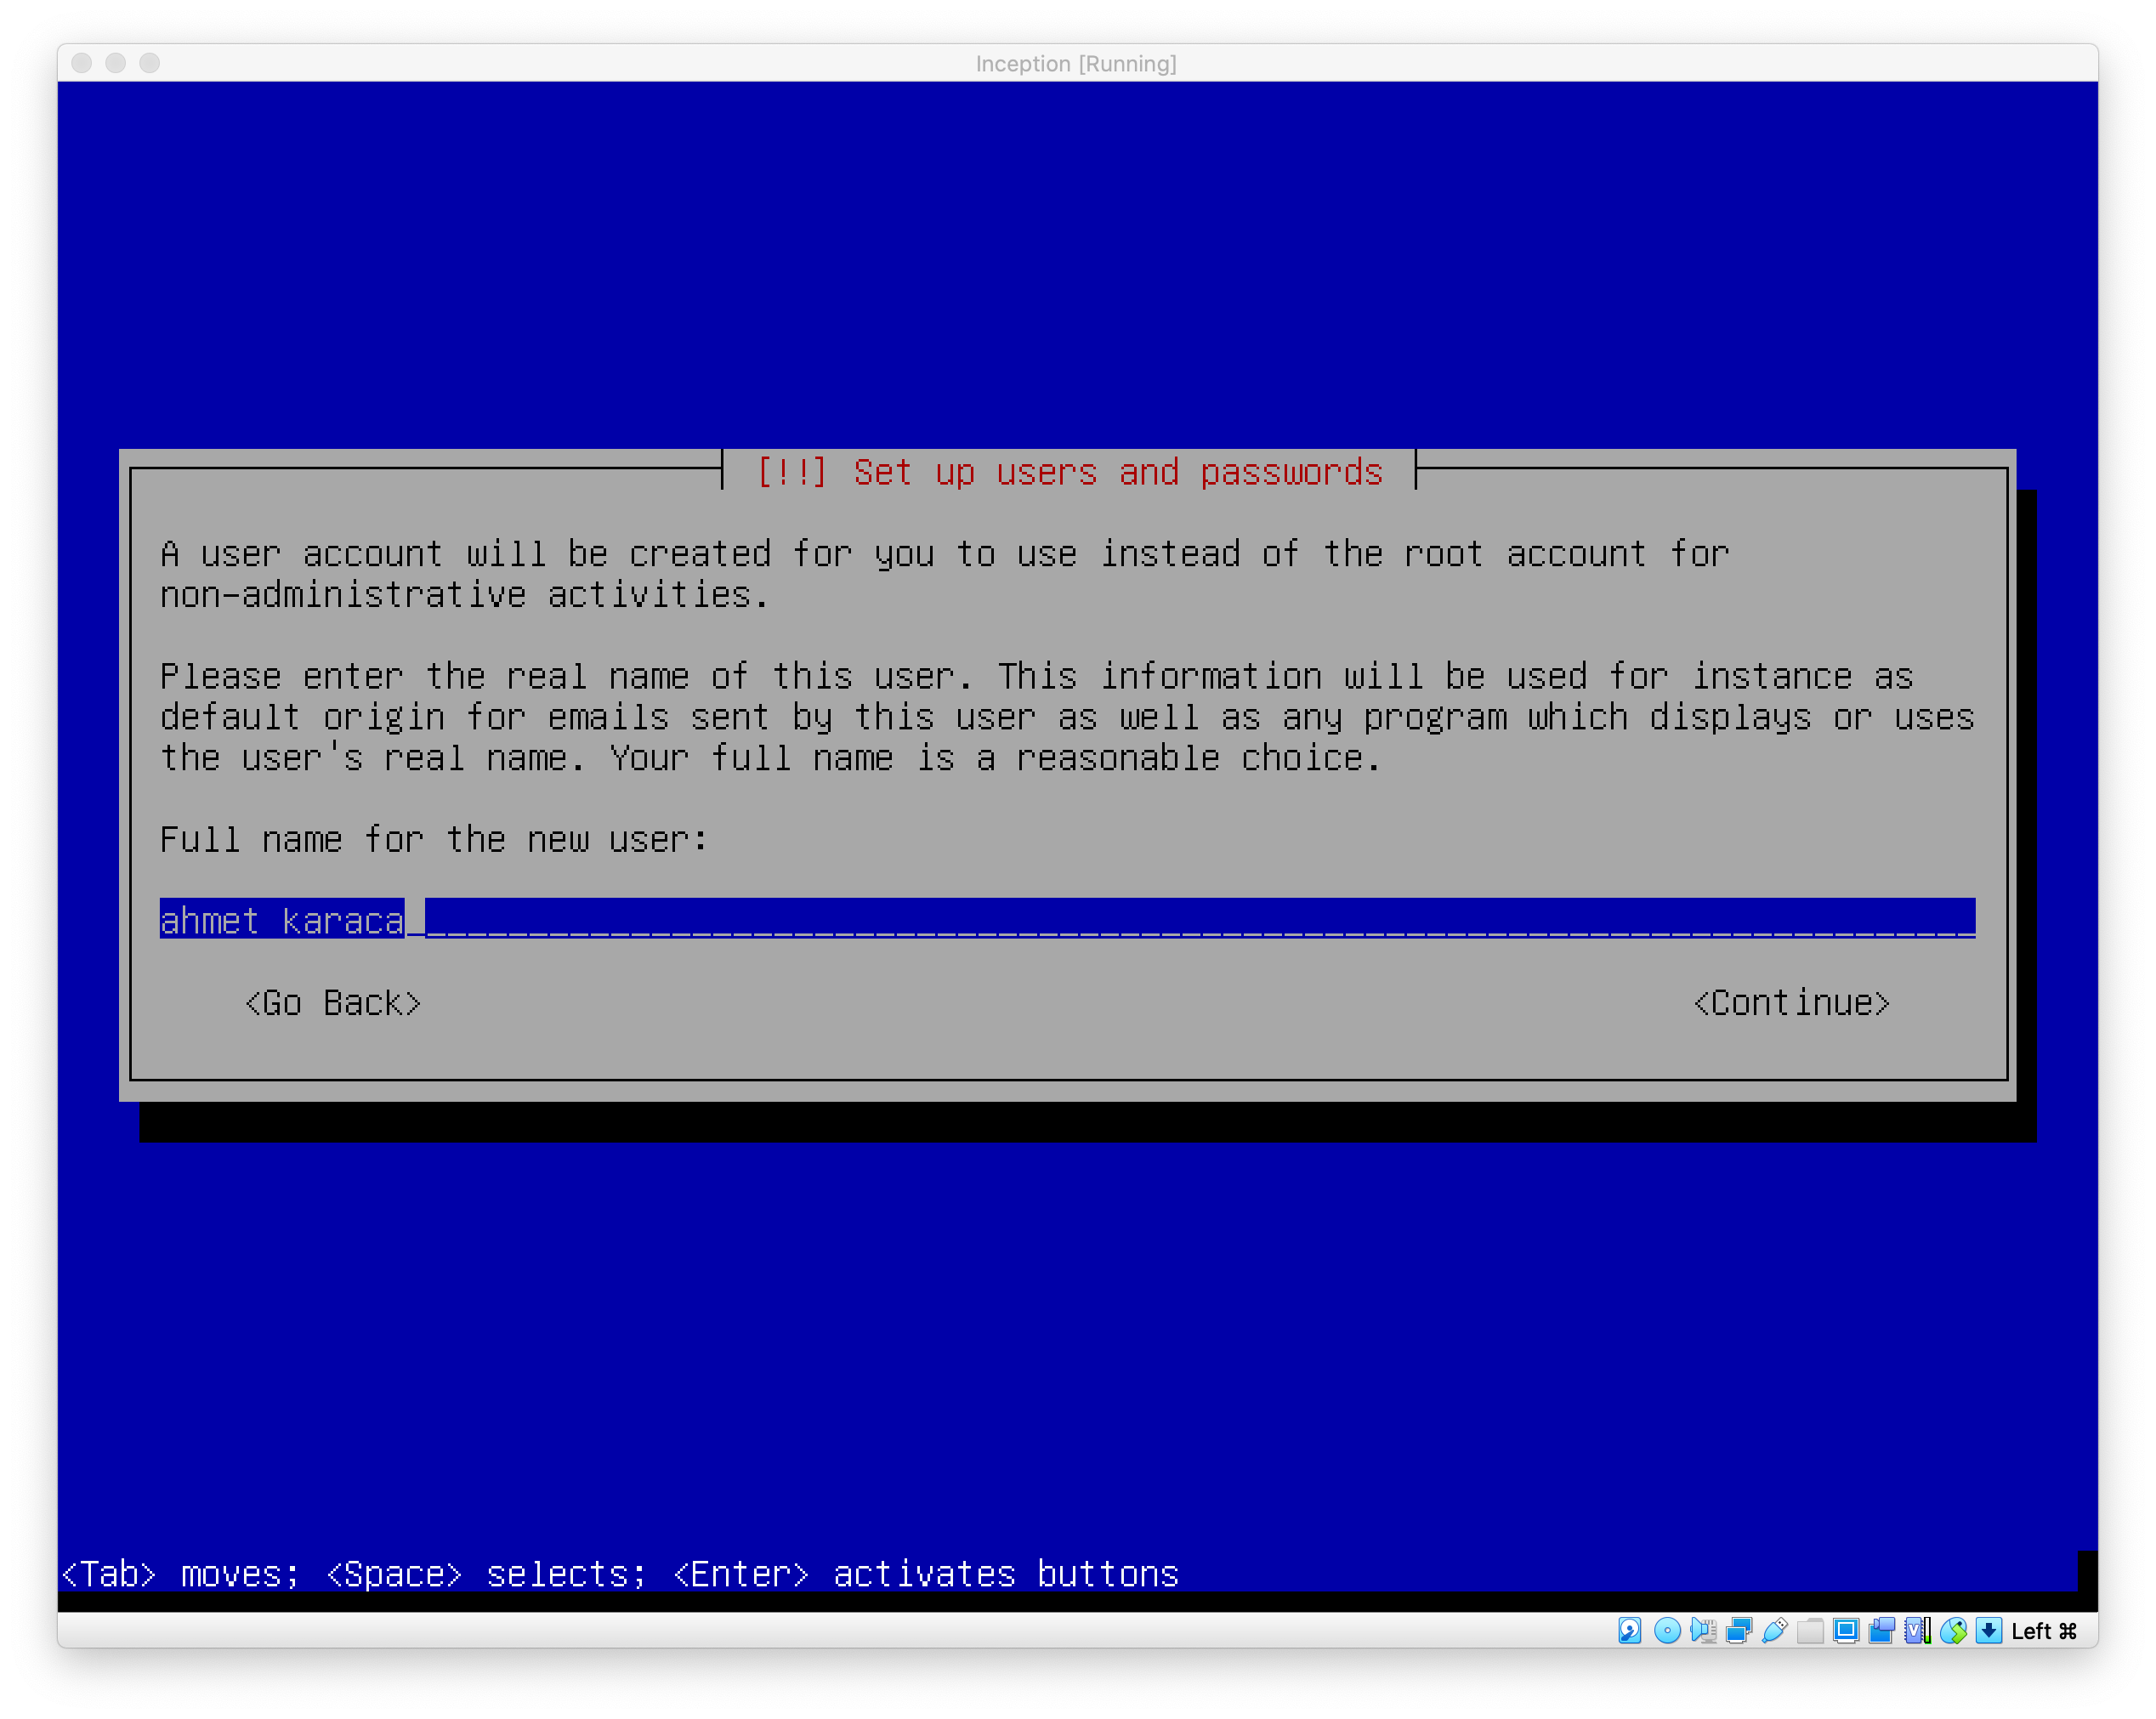 Inception [Running]
[!!] Set up users and passwords
A user account will be created for you to use instead of the root account for
non-administrative activities.
Please enter the real name of this user. This information will be used for instance as
default origin for emails sent by this user as well as any program which displays or uses
the user's real name. Your full name is a reasonable choice.
Full name for the new user:
ahmet karaca
<Go Back> <Continue>
<Tab> moves; <Space> selects; <Enter> activates buttons
Left ⌘